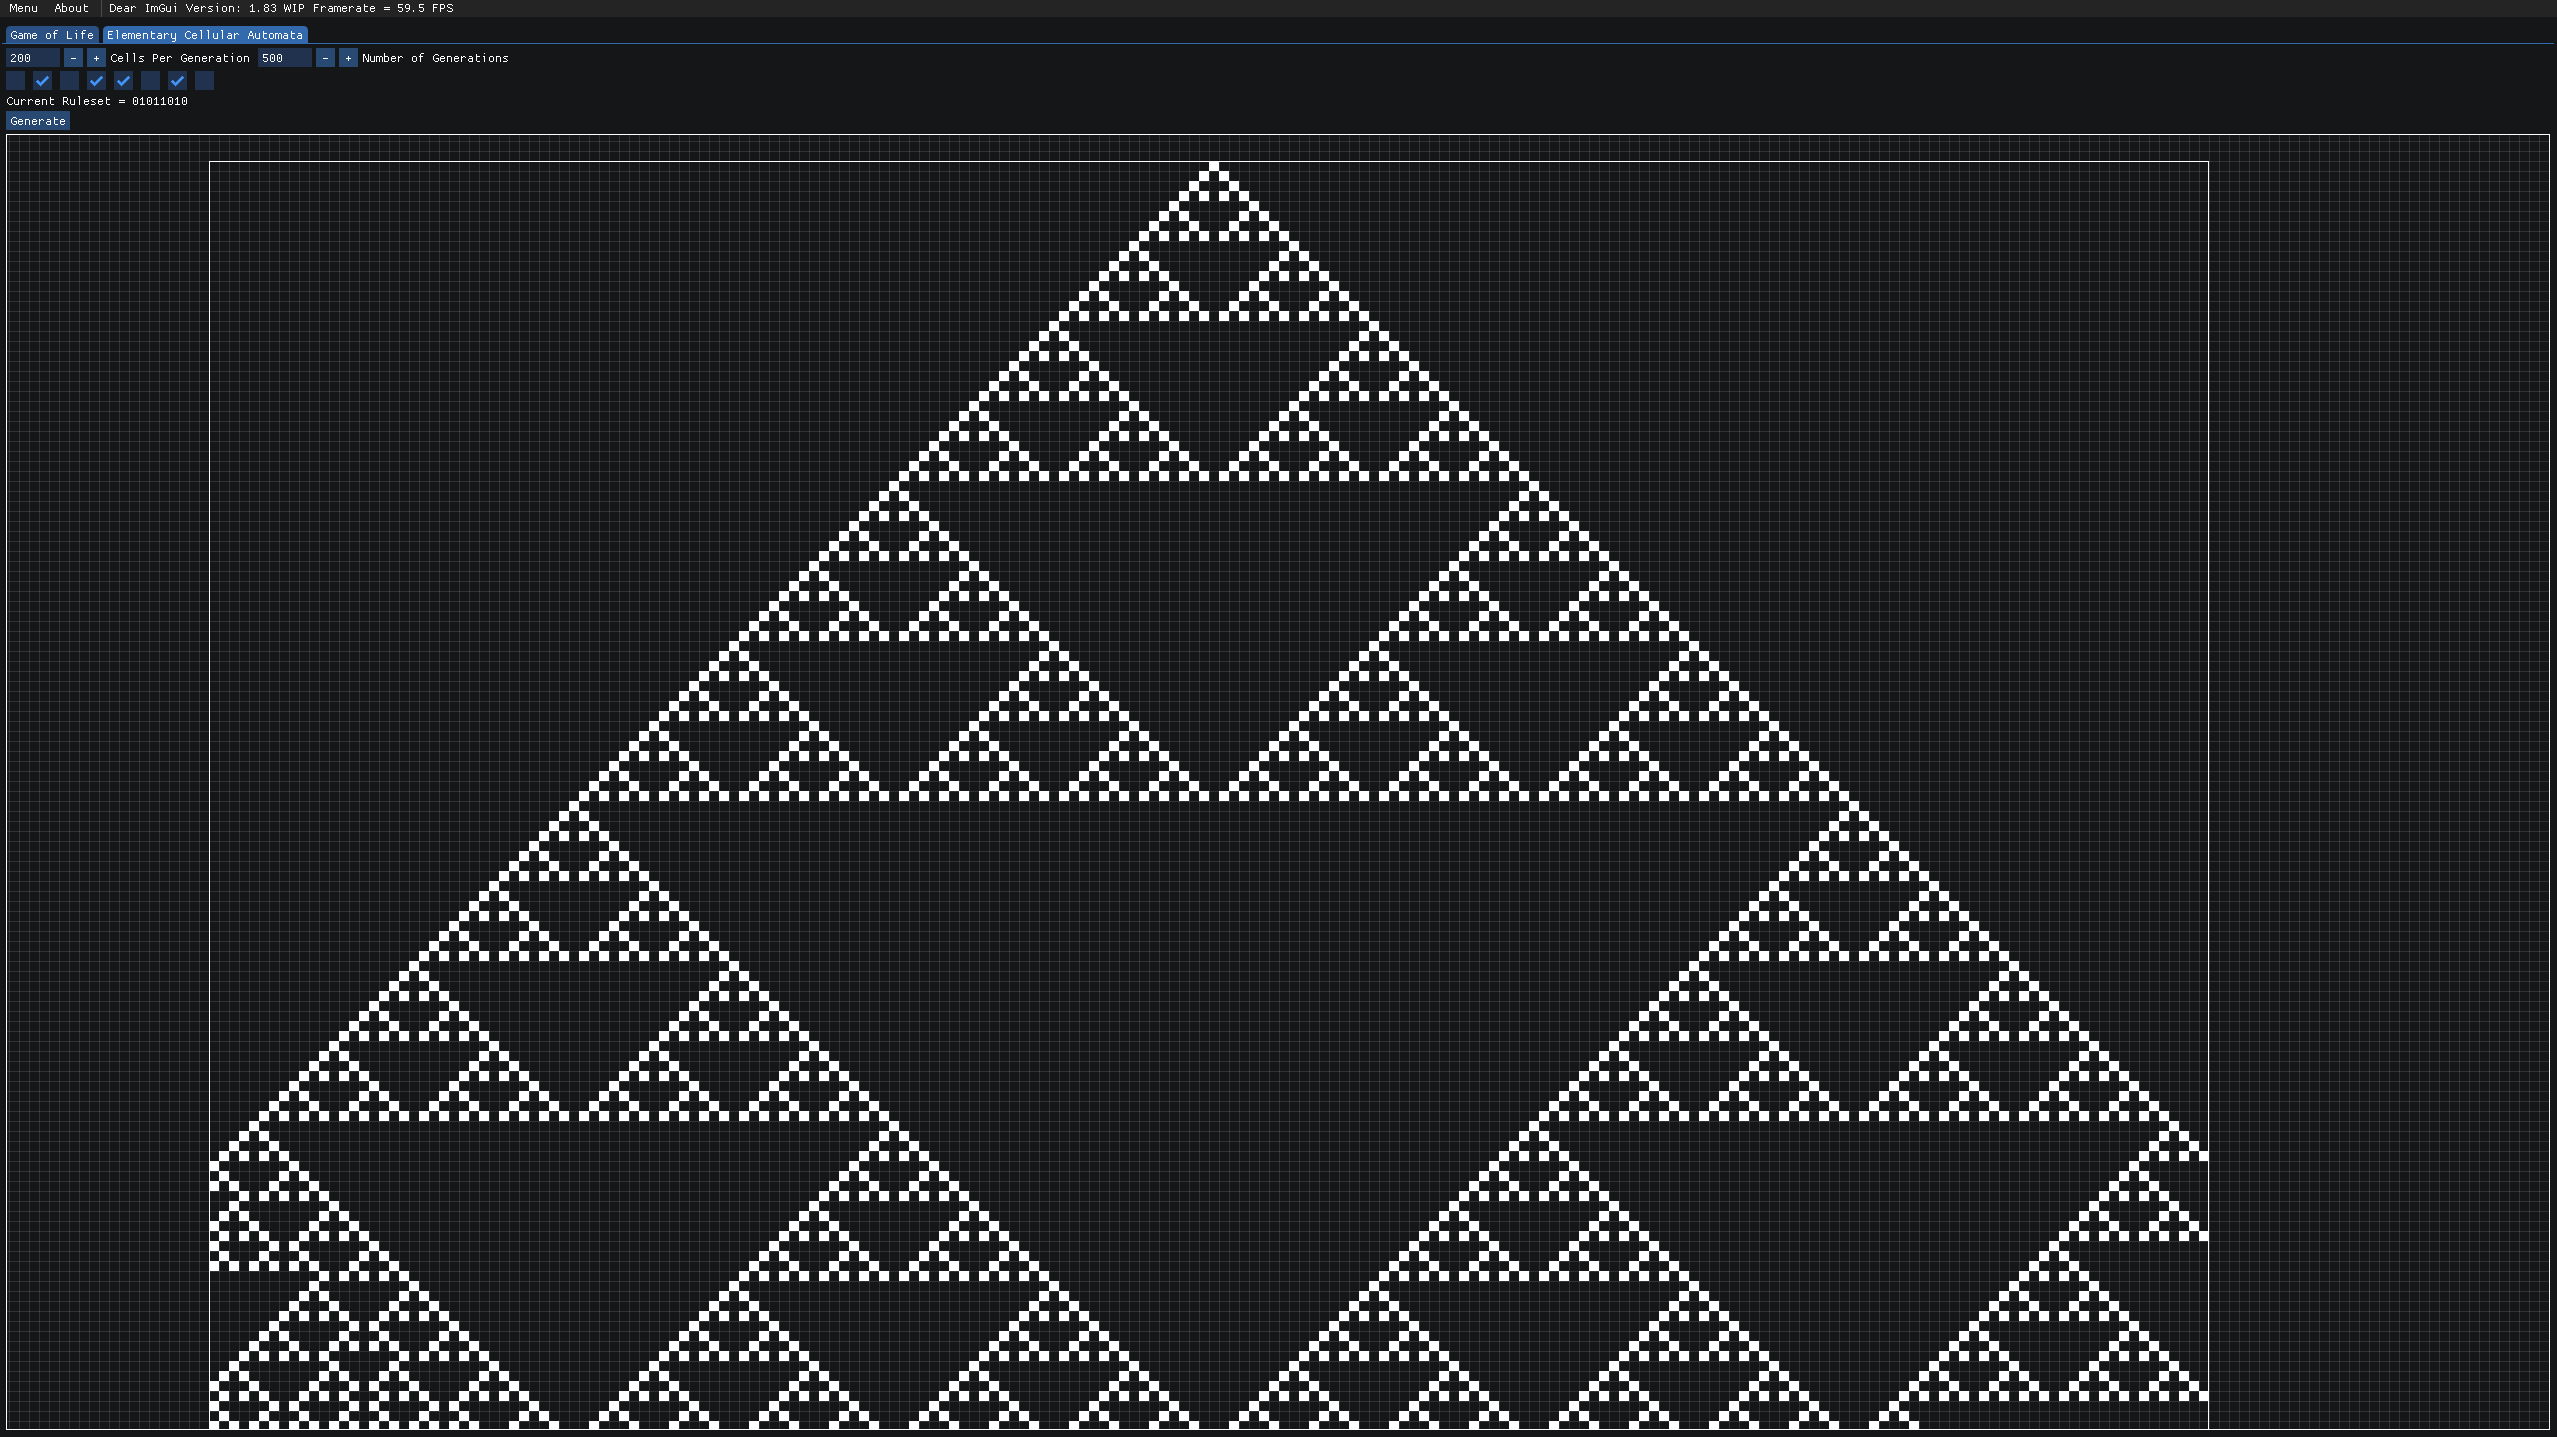 Menu About Dear ImGui Version: 1.83 WIP Framerate = 59.5 FPS
Game of Life Elementary Cellular Automata
200 - + Cells Per Generation 500 - + Number of Generations
Current Ruleset = 01011010
Generate